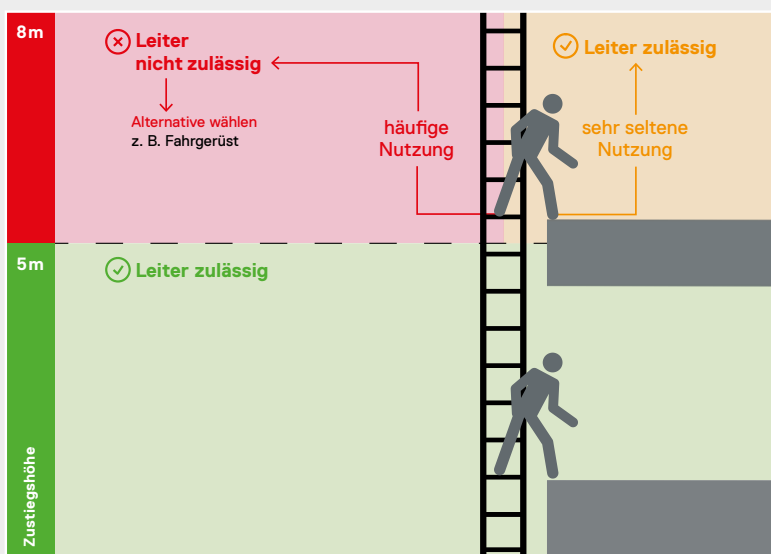 8m
Leiter
nicht zulässig
Alternative wählen
z. B. Fahrgerüst
häufige
Nutzung
Leiter zulässig
sehr seltene
Nutzung
5m
Leiter zulässig
Zustiegshöhe